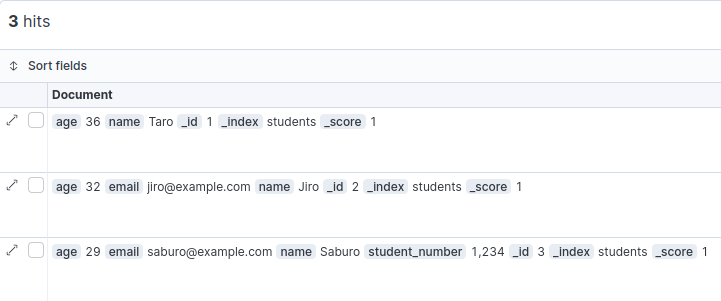 3 hits
Sort fields
Document
age 36 name Taro _id 1 _index students _score 1
age 32 email jiro@example.com name Jiro _id 2 _index students _score 1
age 29 email saburo@example.com name Saburo student_number 1,234 _id 3 _index students _score 1